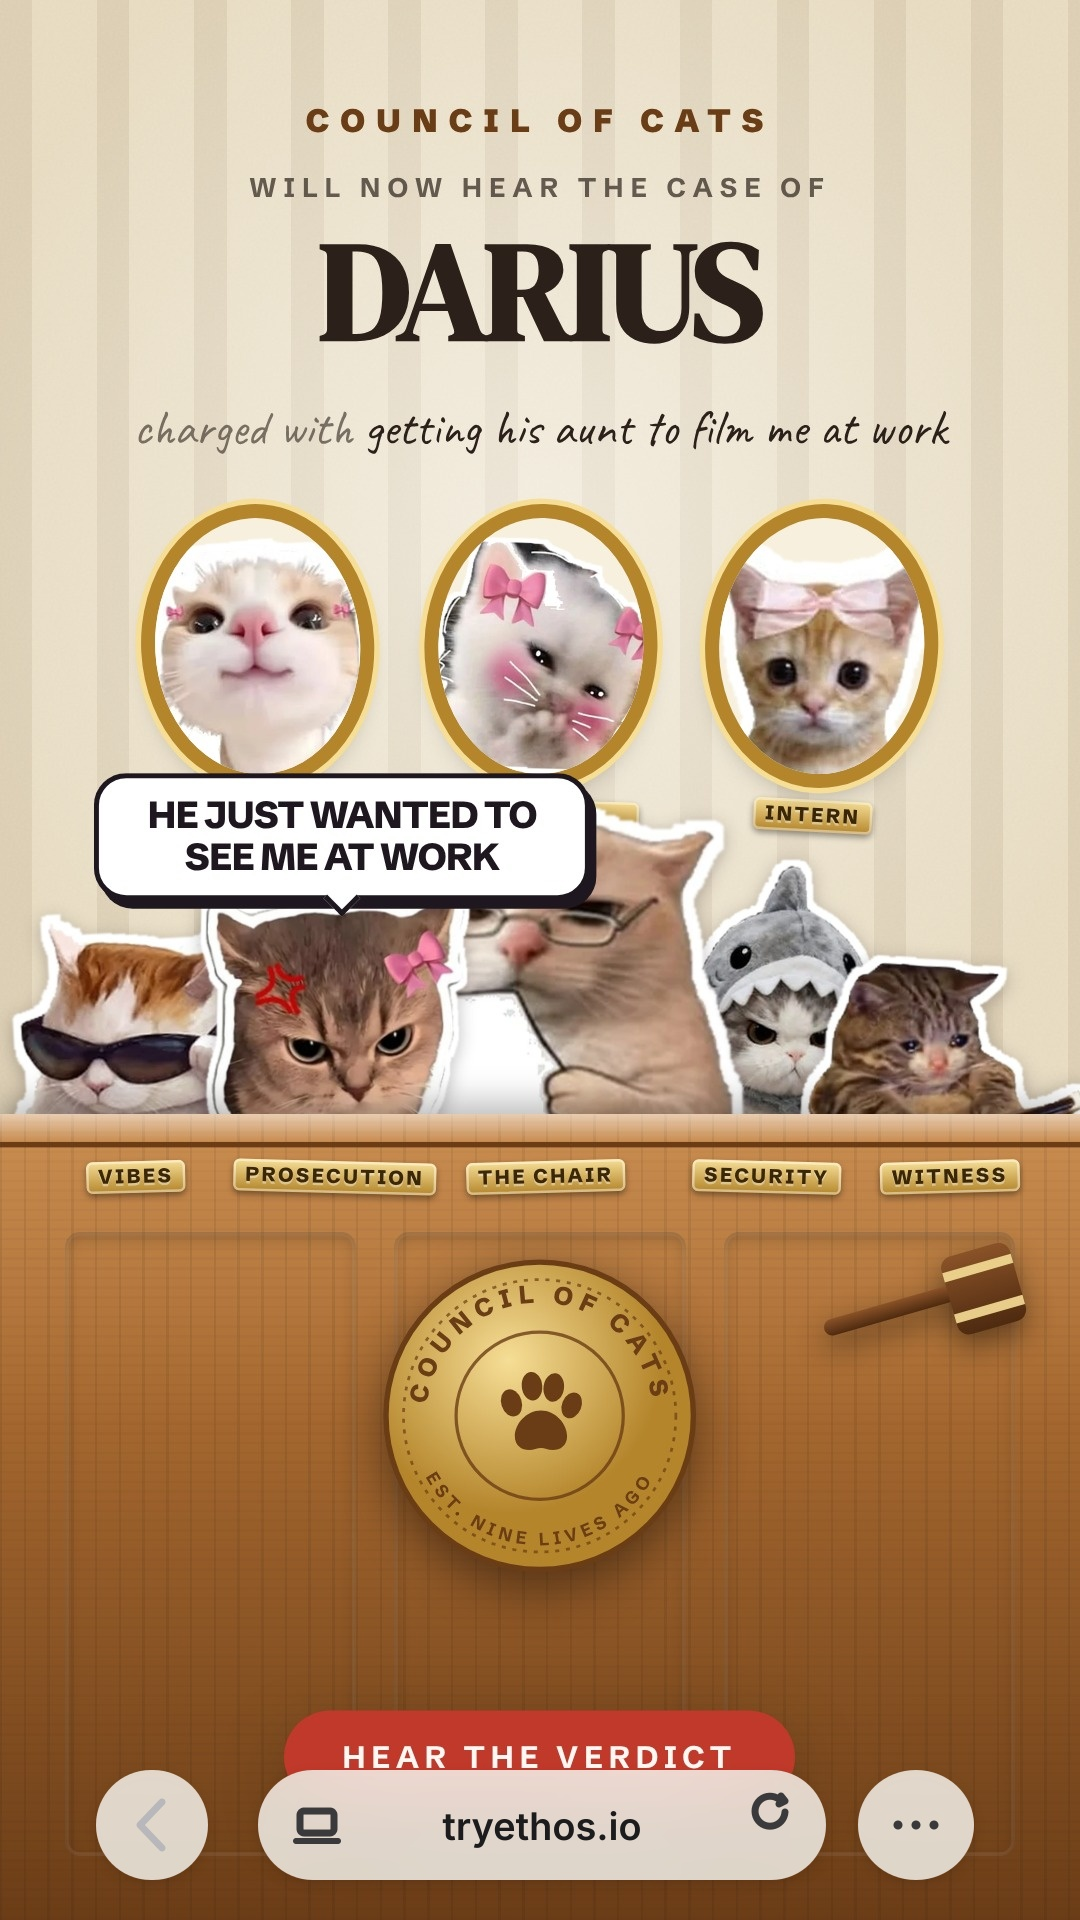 COUNCIL OF CATS
WILL NOW HEAR THE CASE OF
DARIUS
charged with getting his aunt to film me at work
INTERN
HE JUST WANTED TO
SEE ME AT WORK
VIBES
PROSECUTION
THE CHAIR
SECURITY
WITNESS
COUNCIL OF CATS
EST. NINE LIVES AGO
HEAR THE VERDICT
tryethos.io